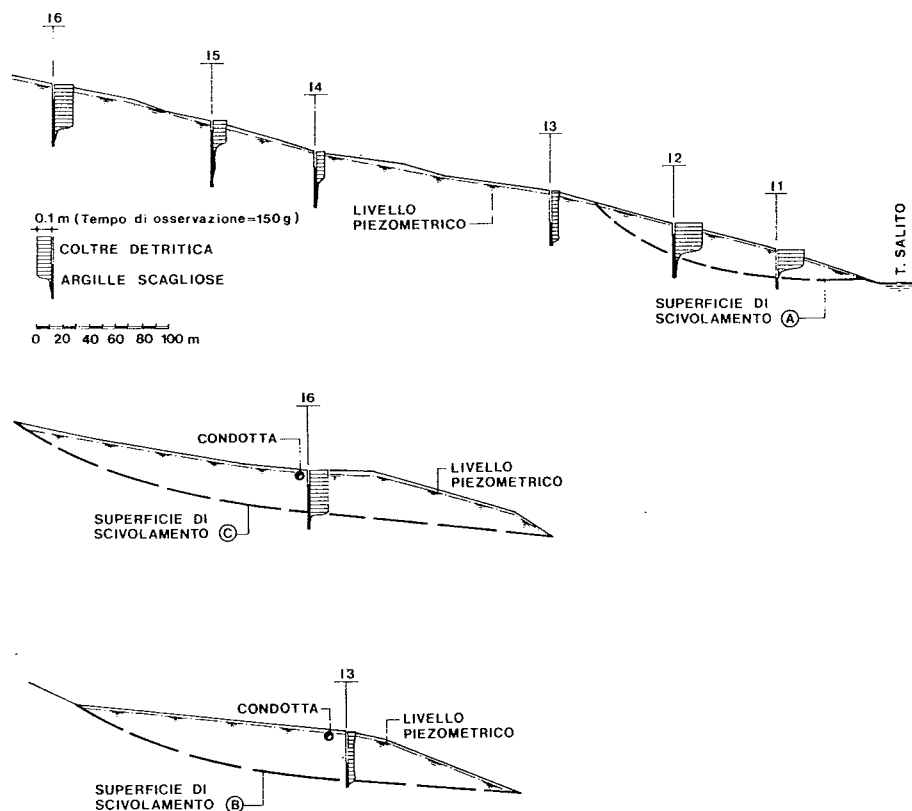 I6
I5
I4
I3
I2
I1
0.1 m (Tempo di osservazione=150 g)
COLTRE DETRITICA
ARGILLE SCAGLIOSE
LIVELLO
PIEZOMETRICO
T. SALITO
SUPERFICIE DI
SCIVOLAMENTO A
0 20 40 60 80 100 m
I6
CONDOTTA
LIVELLO
PIEZOMETRICO
SUPERFICIE DI
SCIVOLAMENTO C
I3
CONDOTTA
LIVELLO
PIEZOMETRICO
SUPERFICIE DI
SCIVOLAMENTO B